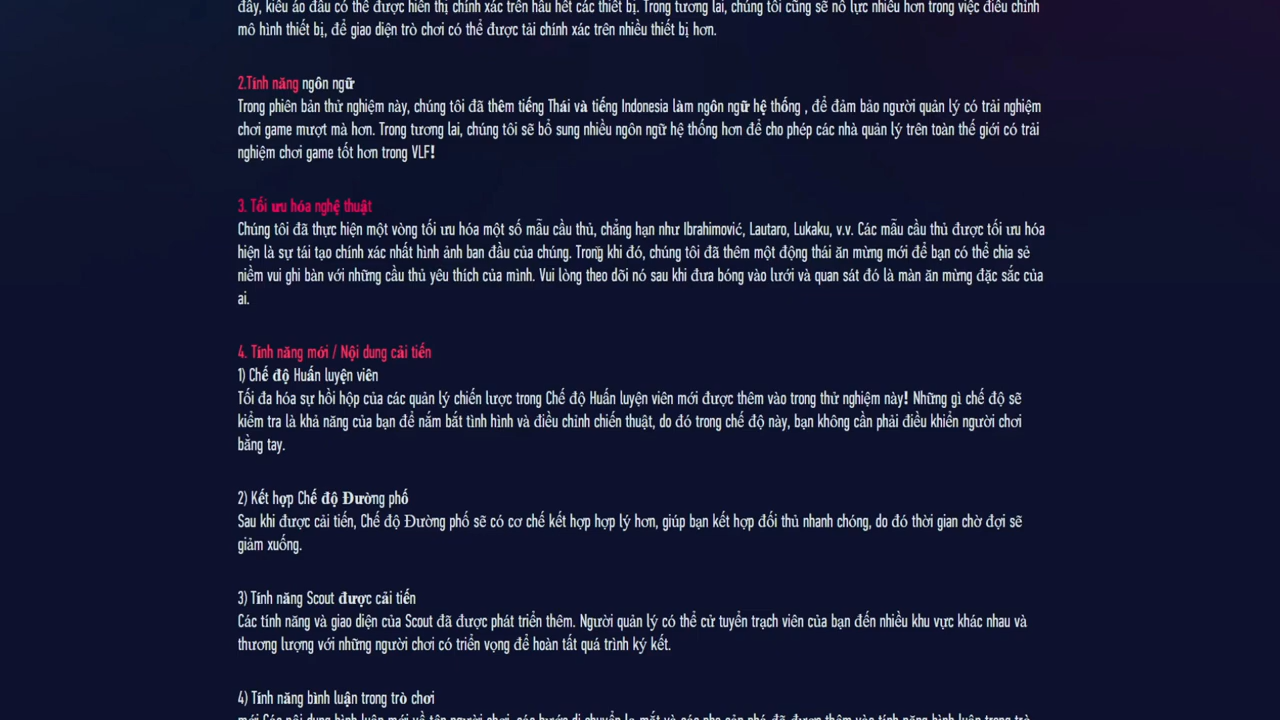 đây, kiểu áo đấu có thể được hiển thị chính xác trên hầu hết các thiết bị. Trong tương lai, chúng tôi cũng sẽ nỗ lực nhiều hơn trong việc điều chỉnh
mô hình thiết bị, để giao diện trò chơi có thể được tải chính xác trên nhiều thiết bị hơn.
2.Tính năng ngôn ngữ
Trong phiên bản thử nghiệm này, chúng tôi đã thêm tiếng Thái và tiếng Indonesia làm ngôn ngữ hệ thống , để đảm bảo người quản lý có trải nghiệm
chơi game mượt mà hơn. Trong tương lai, chúng tôi sẽ bổ sung nhiều ngôn ngữ hệ thống hơn để cho phép các nhà quản lý trên toàn thế giới có trải
nghiệm chơi game tốt hơn trong VLF!
3. Tối ưu hóa nghệ thuật
Chúng tôi đã thực hiện một vòng tối ưu hóa một số mẫu cầu thủ, chẳng hạn như Ibrahimović, Lautaro, Lukaku, v.v. Các mẫu cầu thủ được tối ưu hóa
hiện là sự tái tạo chính xác nhất hình ảnh ban đầu của chúng. Trong khi đó, chúng tôi đã thêm một động thái ăn mừng mới để bạn có thể chia sẻ
niềm vui ghi bàn với những cầu thủ yêu thích của mình. Vui lòng theo dõi nó sau khi đưa bóng vào lưới và quan sát đó là màn ăn mừng đặc sắc của
ai.
4. Tính năng mới / Nội dung cải tiến
1) Chế độ Huấn luyện viên
Tối đa hóa sự hồi hộp của các quản lý chiến lược trong Chế độ Huấn luyện viên mới được thêm vào trong thử nghiệm này! Những gì chế độ sẽ
kiểm tra là khả năng của bạn để nắm bắt tình hình và điều chỉnh chiến thuật, do đó trong chế độ này, bạn không cần phải điều khiển người chơi
bằng tay.
2) Kết hợp Chế độ Đường phố
Sau khi được cải tiến, Chế độ Đường phố sẽ có cơ chế kết hợp hợp lý hơn, giúp bạn kết hợp đối thủ nhanh chóng, do đó thời gian chờ đợi sẽ
giảm xuống.
3) Tính năng Scout được cải tiến
Các tính năng và giao diện của Scout đã được phát triển thêm. Người quản lý có thể cử tuyển trạch viên của bạn đến nhiều khu vực khác nhau và
thương lượng với những người chơi có triển vọng để hoàn tất quá trình ký kết.
4) Tính năng bình luận trong trò chơi